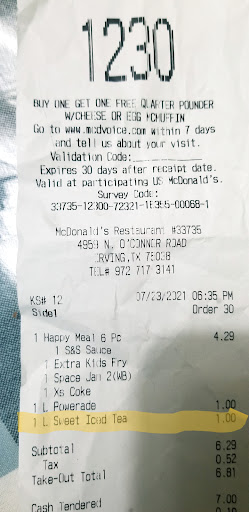 1230
BUY ONE GET ONE FREE QUARTER POUNDER
W/CHEESE OR EGG MCMUFFIN
Go to www.mcdvoice.com within 7 days
and tell us about your visit.
Validation Code:
Expires 30 days after receipt date.
Valid at participating US McDonald's.
Survey Code:
McDonald's Restaurant #33735
4959 N. O'CONNOR ROAD
IRVING, TX 75038
TEL# 972 717 3141
KS# 12 07/23/2021 06:35 PM
Side1 Order 30
1 Happy Meal 6 Pc 4.29
1 S&S Sauce
1 Extra Kids Fry
1 Space Jam 2(WB)
1 Xs Coke
1 L Powerade 1.00
1 L Sweet Iced Tea 1.00
Subtotal 6.29
Tax 0.52
Take-Out Total 6.81
Cash Tendered 7.00